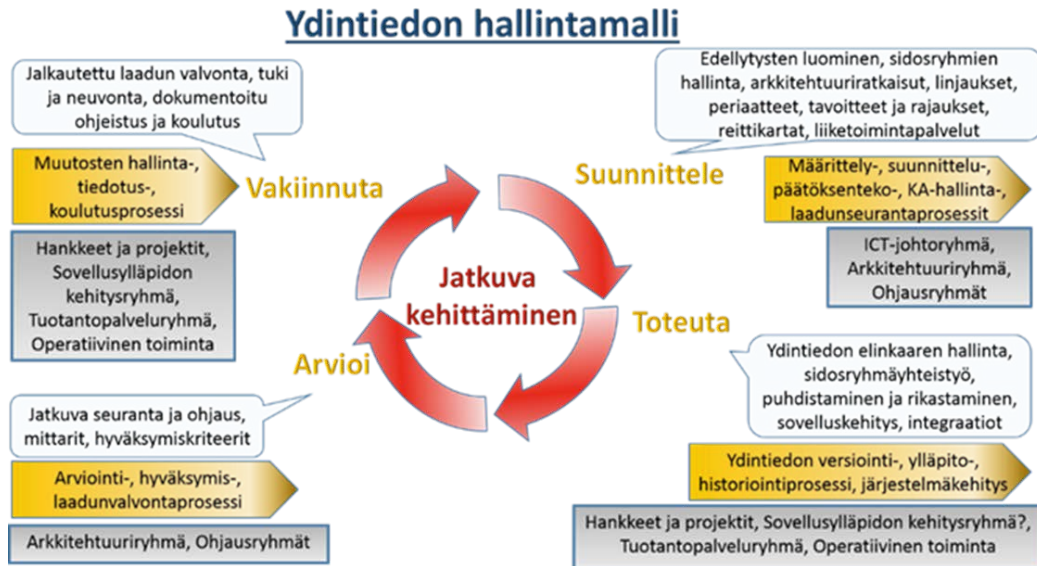 Ydintiedon hallintamalli
Jalkautettu laadun valvonta, tuki
ja neuvonta, dokumentoitu
ohjeistus ja koulutus
Muutosten hallinta-,
tiedotus-,
koulutusprosessi
Vakiinnuta
Hankkeet ja projektit,
Sovellusylläpidon
kehitysryhmä,
Tuotantopalveluryhmä,
Operatiivinen toiminta
Edellytysten luominen, sidosryhmien
hallinta, arkkitehtuuriratkaisut, linjaukset,
periaatteet, tavoitteet ja rajaukset,
reittikartat, liiketoimintapalvelut
Suunnittele
Määrittely-, suunnittelu-,
päätöksenteko-, KA-hallinta-,
laadunseurantaprosessit
ICT-johtoryhmä,
Arkkitehtuuriryhmä,
Ohjausryhmät
Jatkuva
kehittäminen
Toteuta
Ydintiedon elinkaaren hallinta,
sidosryhmäyhteistyö,
puhdistaminen ja rikastaminen,
sovelluskehitys, integraatiot
Ydintiedon versiointi-, ylläpito-,
historiointiprosessi, järjestelmäkehitys
Hankkeet ja projektit, Sovellusylläpidon kehitysryhmä?,
Tuotantopalveluryhmä, Operatiivinen toiminta
Arvioi
Jatkuva seuranta ja ohjaus,
mittarit, hyväksymiskriteerit
Arviointi-, hyväksymis-,
laadunvalvontaprosessi
Arkkitehtuuriryhmä, Ohjausryhmät